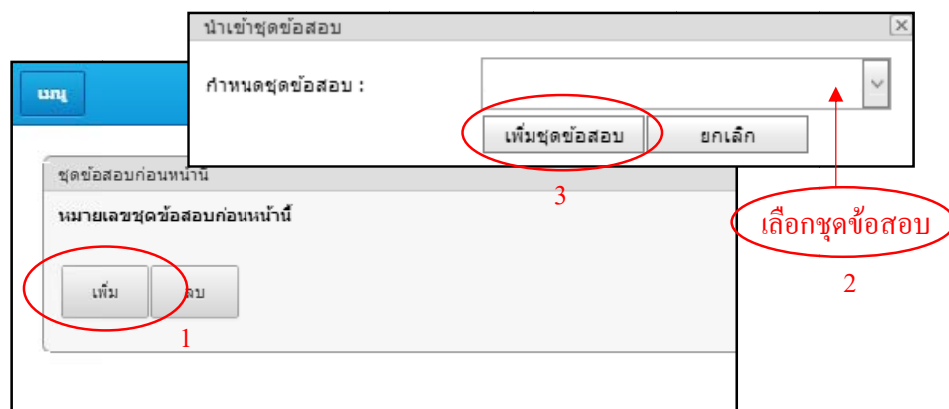 นำเข้าชุดข้อสอบ
กำหนดชุดข้อสอบ :
เพิ่มชุดข้อสอบ ยกเลิก
3
เลือกชุดข้อสอบ
2
เมนู
ชุดข้อสอบก่อนหน้านี้
หมายเลขชุดข้อสอบก่อนหน้านี้
เพิ่ม ลบ
1